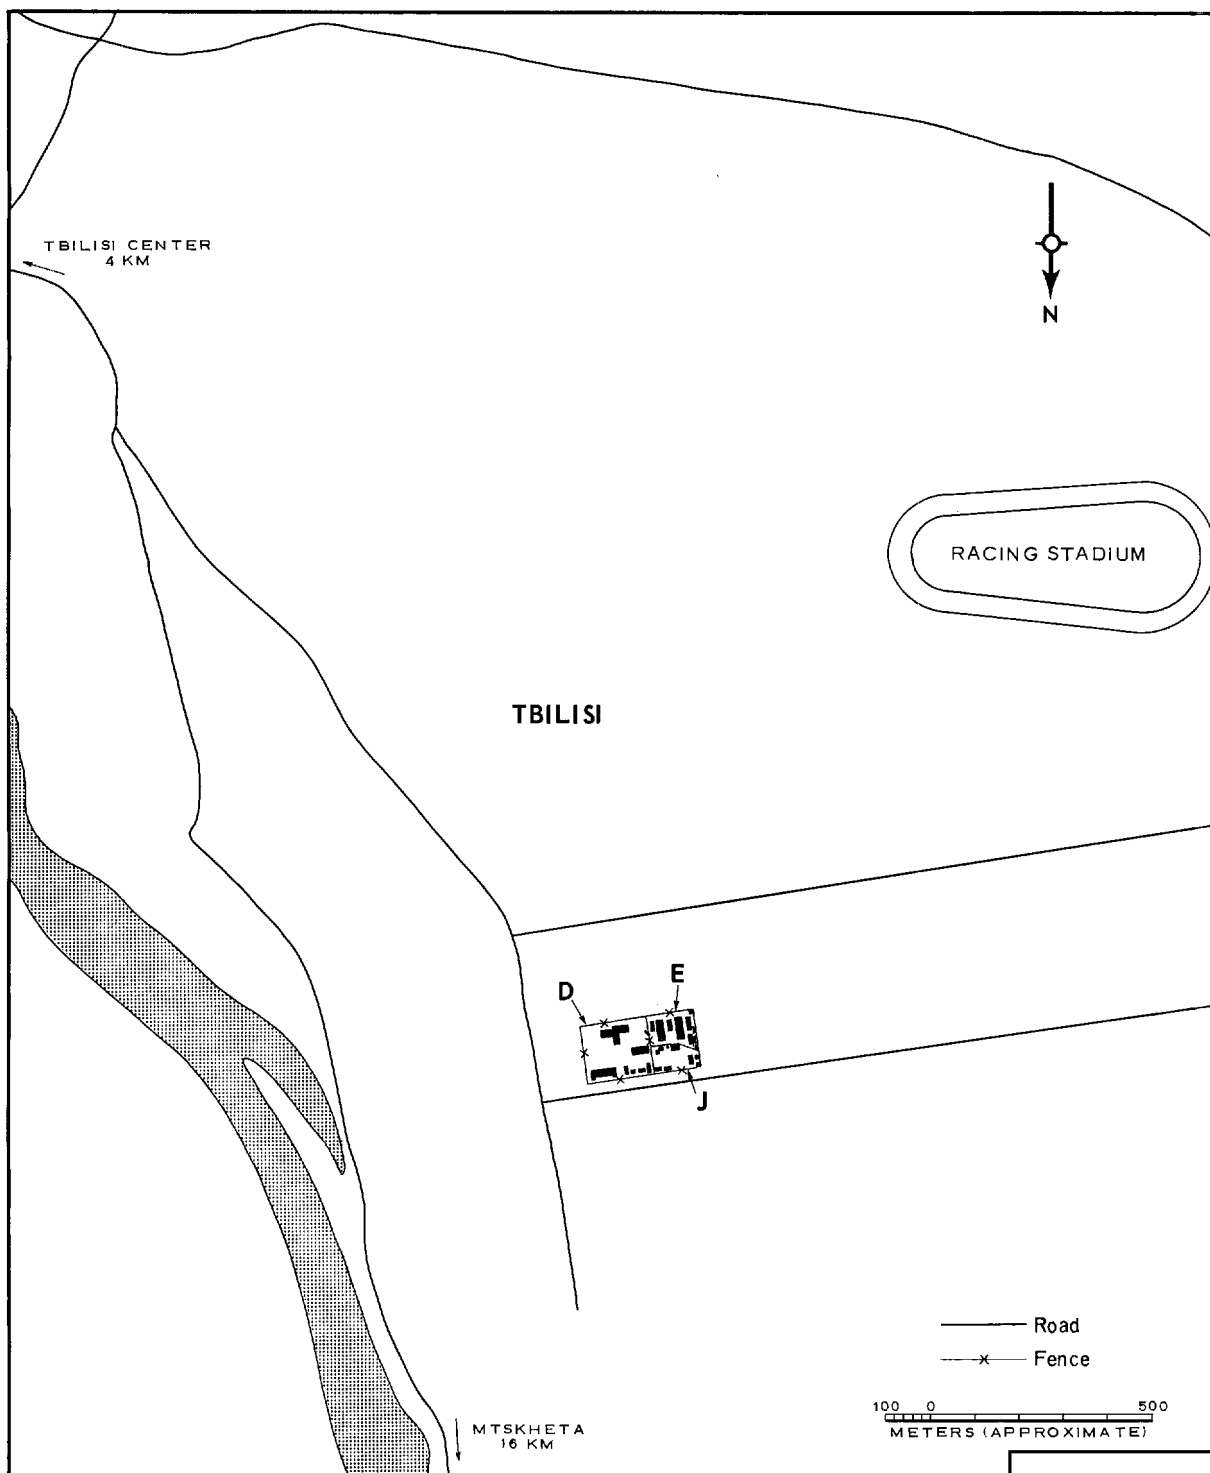 TBILISI CENTER
4 KM
N
RACING STADIUM
TBILISI
D
E
J
Road
Fence
100 0 500
METERS (APPROXIMATE)
MTSKHETA
16 KM